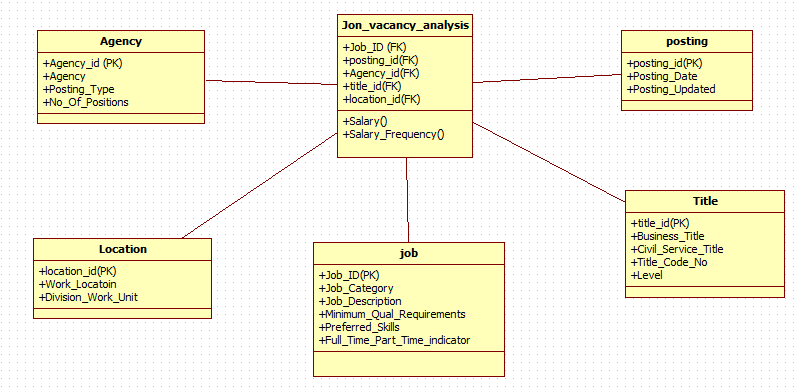 Agency
+Agency_id (PK)
+Agency
+Posting_Type
+No_Of_Positions
Jon_vacancy_analysis
+Job_ID (FK)
+posting_id(FK)
+Agency_id(FK)
+title_id(FK)
+location_id(FK)
+Salary()
+Salary_Frequency()
posting
+posting_id(PK)
+Posting_Date
+Posting_Updated
Location
+location_id(PK)
+Work_Locatoin
+Division_Work_Unit
job
+Job_ID(PK)
+Job_Category
+Job_Description
+Minimum_Qual_Requirements
+Preferred_Skills
+Full_Time_Part_Time_indicator
Title
+title_id(PK)
+Business_Title
+Civil_Service_Title
+Title_Code_No
+Level